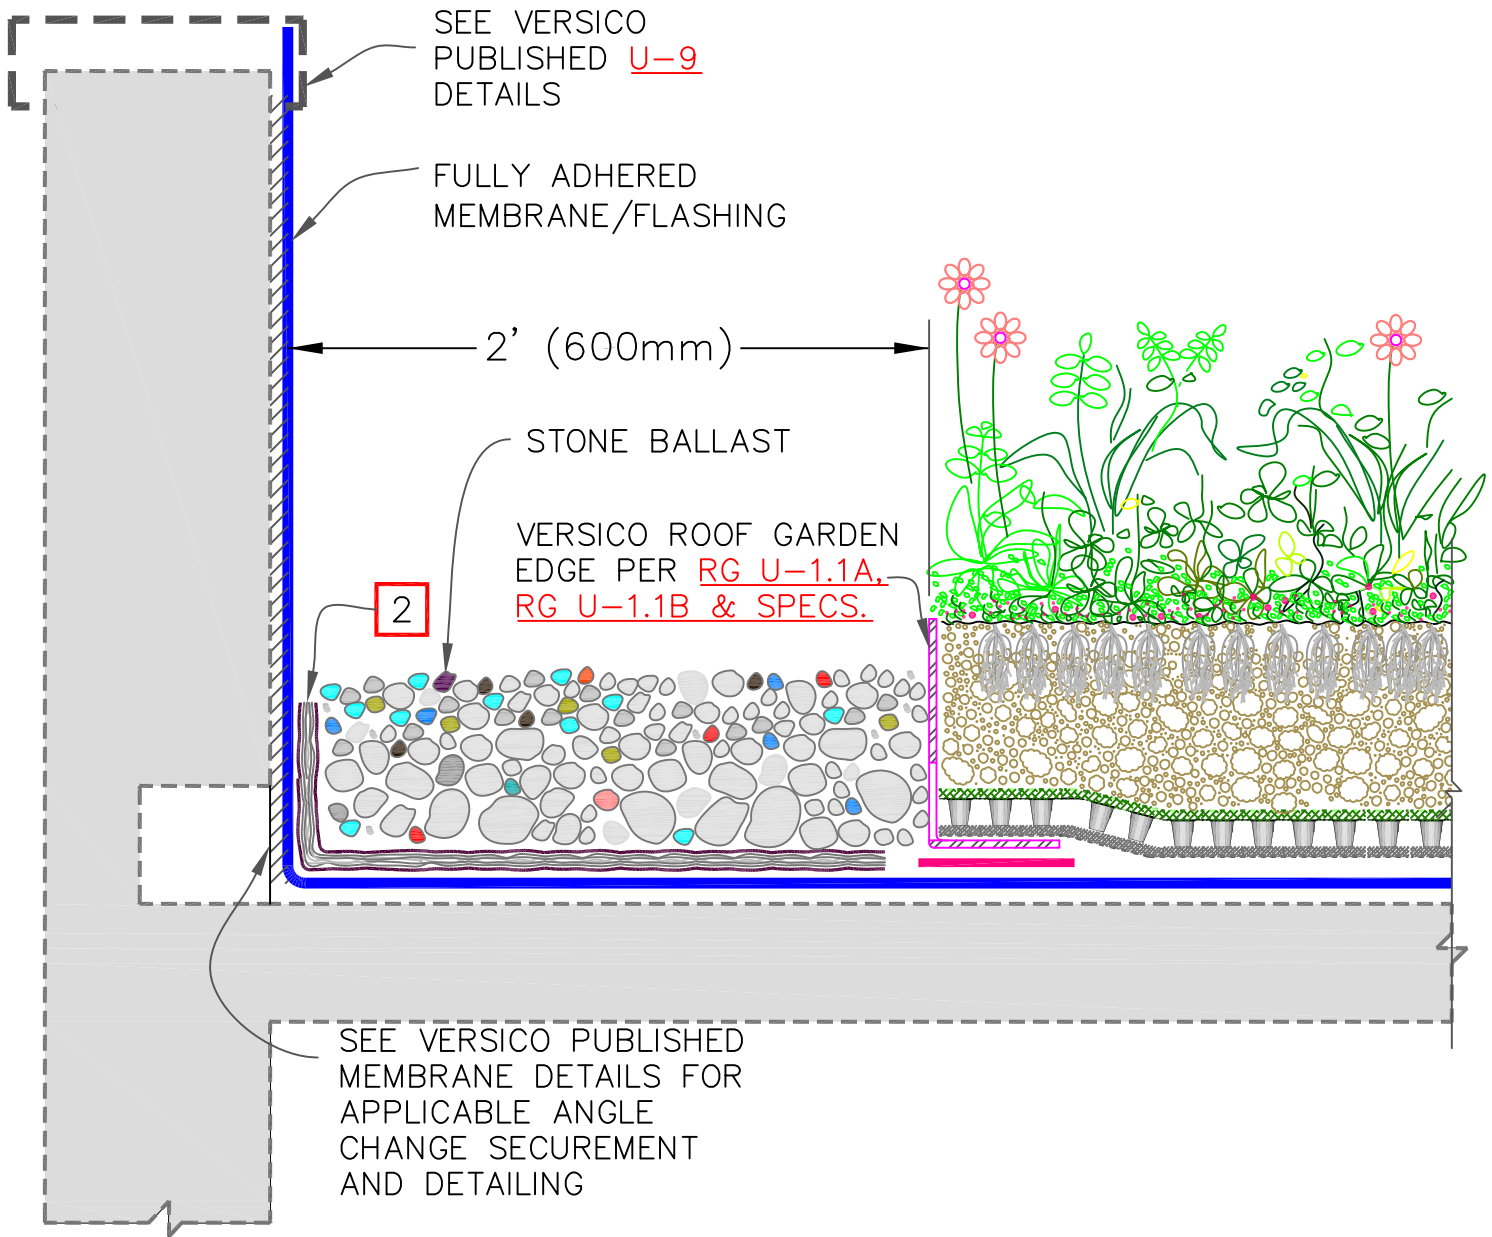 SEE VERSICO
PUBLISHED U-9
DETAILS
FULLY ADHERED
MEMBRANE/FLASHING
2' (600mm)
STONE BALLAST
VERSICO ROOF GARDEN
EDGE PER RG U-1.1A,
RG U-1.1B & SPECS.
2
SEE VERSICO PUBLISHED
MEMBRANE DETAILS FOR
APPLICABLE ANGLE
CHANGE SECUREMENT
AND DETAILING